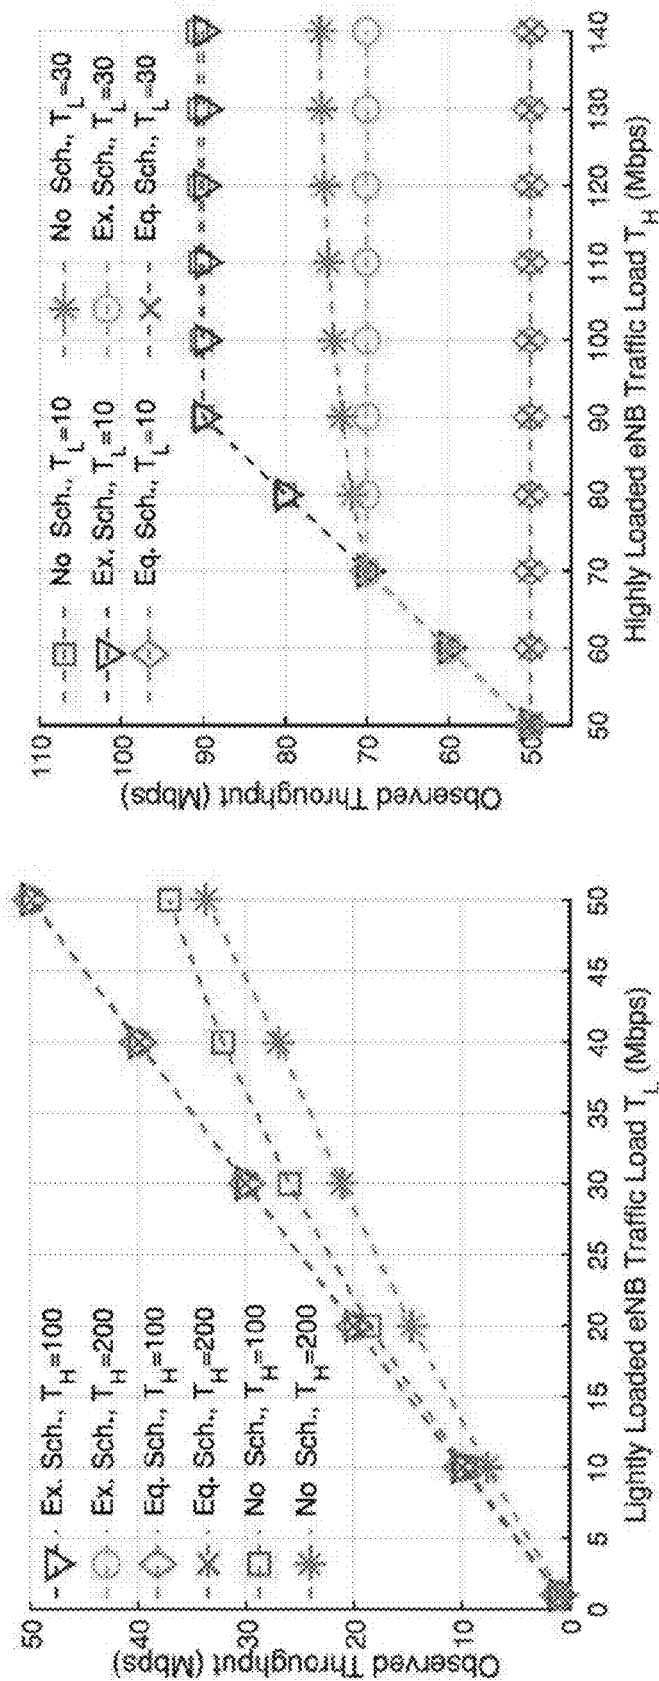 Observed Throughput (Mbps)
50
40
30
20
10
0
Ex. Sch., T_H=100
Ex. Sch., T_H=200
Eq. Sch., T_H=100
Eq. Sch., T_H=200
No Sch., T_H=100
No Sch., T_H=200
0 5 10 15 20 25 30 35 40 45 50
Lightly Loaded eNB Traffic Load T_L (Mbps)
Observed Throughput (Mbps)
110
100
90
80
70
60
50
No Sch., T_L=10 No Sch., T_L=30
Ex. Sch., T_L=10 Ex. Sch., T_L=30
Eq. Sch., T_L=10 Eq. Sch., T_L=30
50 60 70 80 90 100 110 120 130 140
Highly Loaded eNB Traffic Load T_H (Mbps)